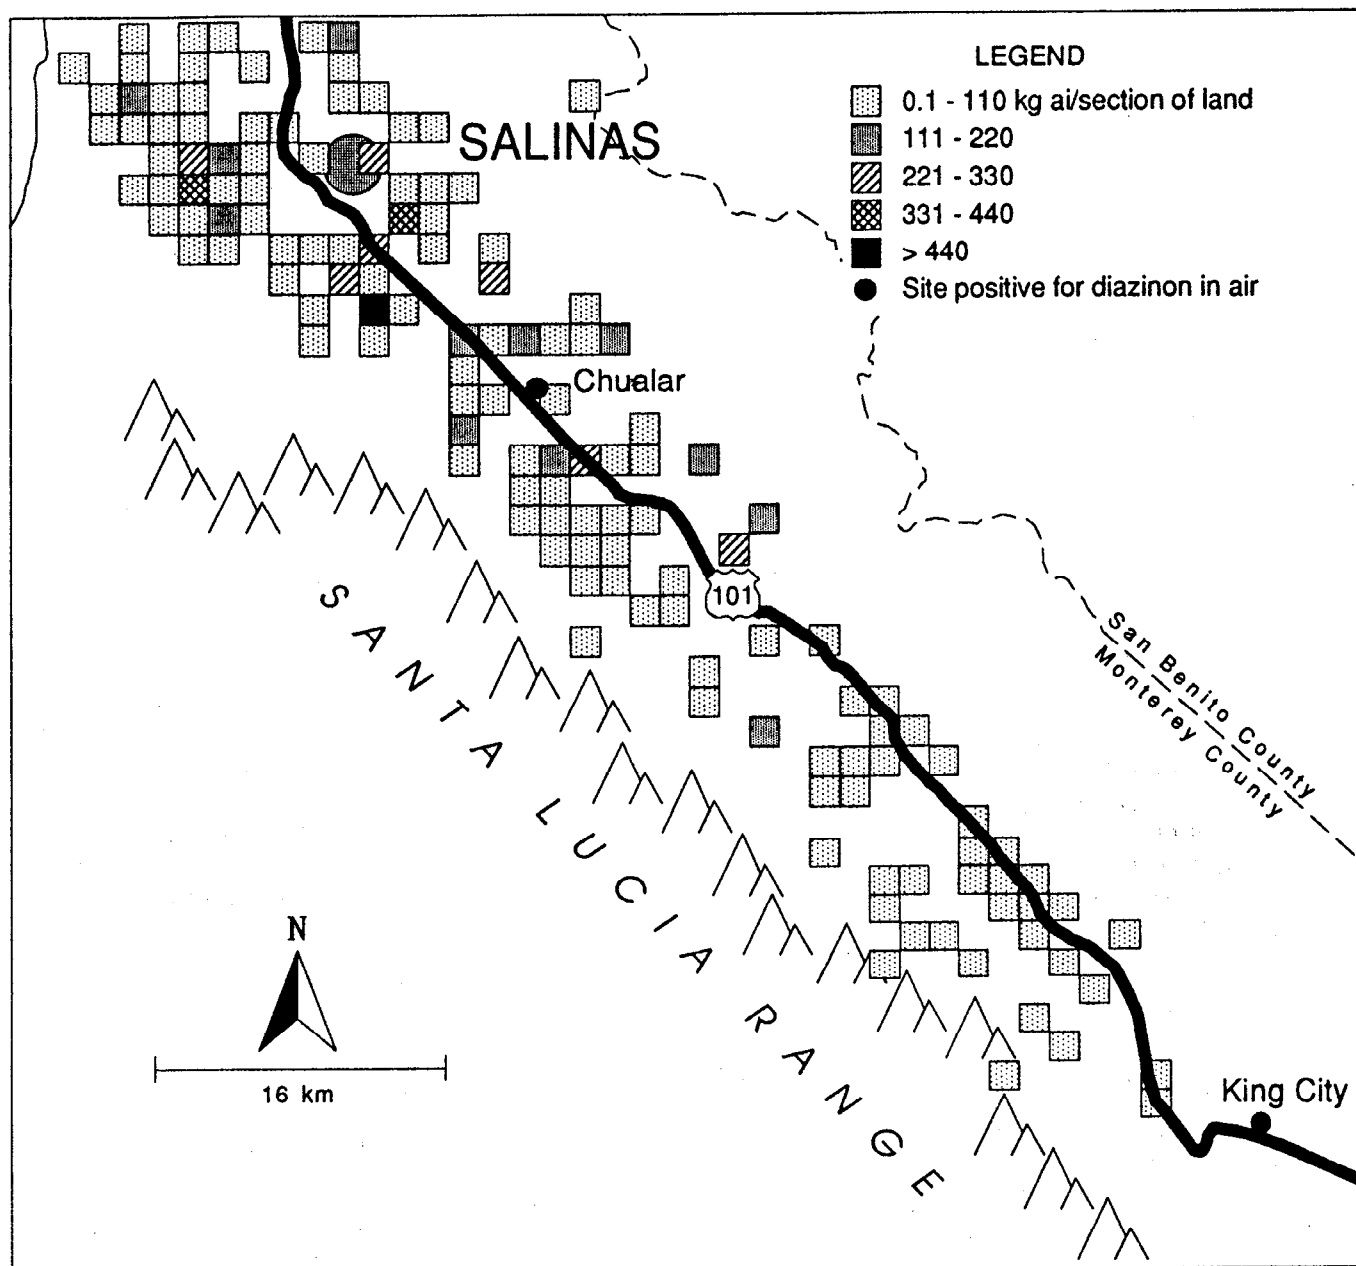 LEGEND
0.1 - 110 kg ai/section of land
111 - 220
221 - 330
331 - 440
> 440
Site positive for diazinon in air
SALINAS
Chualar
101
San Benito County
Monterey County
SANTA LUCIA RANGE
N
16 km
King City